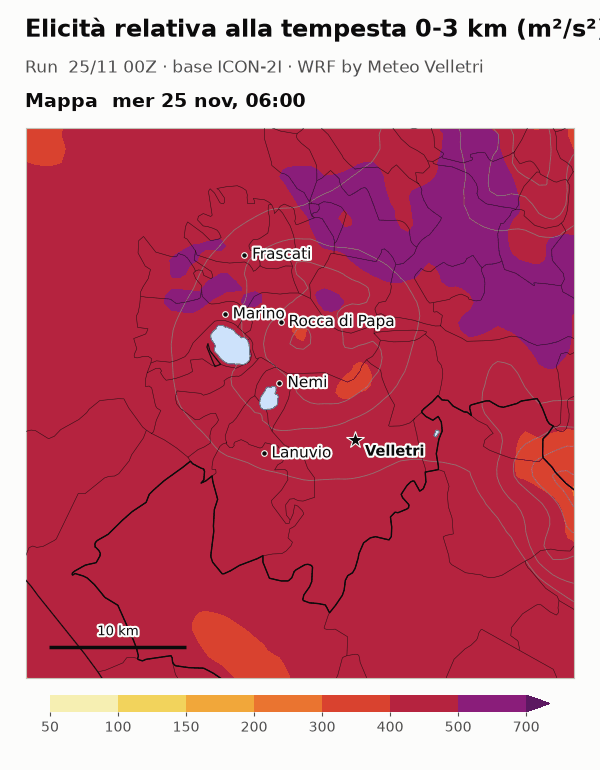 Elicità relativa alla tempesta 0-3 km (m²/s²)
Run  25/11 00Z · base ICON-2I · WRF by Meteo Velletri
Mappa  mer 25 nov, 06:00
Frascati
Marino
Rocca di Papa
Nemi
Velletri
Lanuvio
10 km
50 100 150 200 300 400 500 700